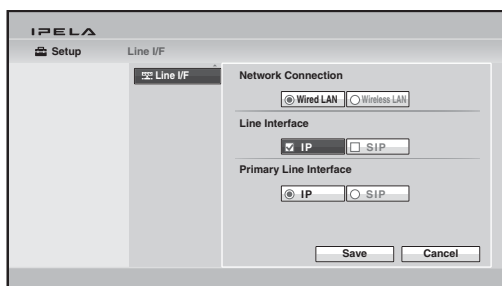 IPELA
Setup Line I/F
Line I/F
Network Connection
Wired LAN Wireless LAN
Line Interface
IP SIP
Primary Line Interface
IP SIP
Save Cancel